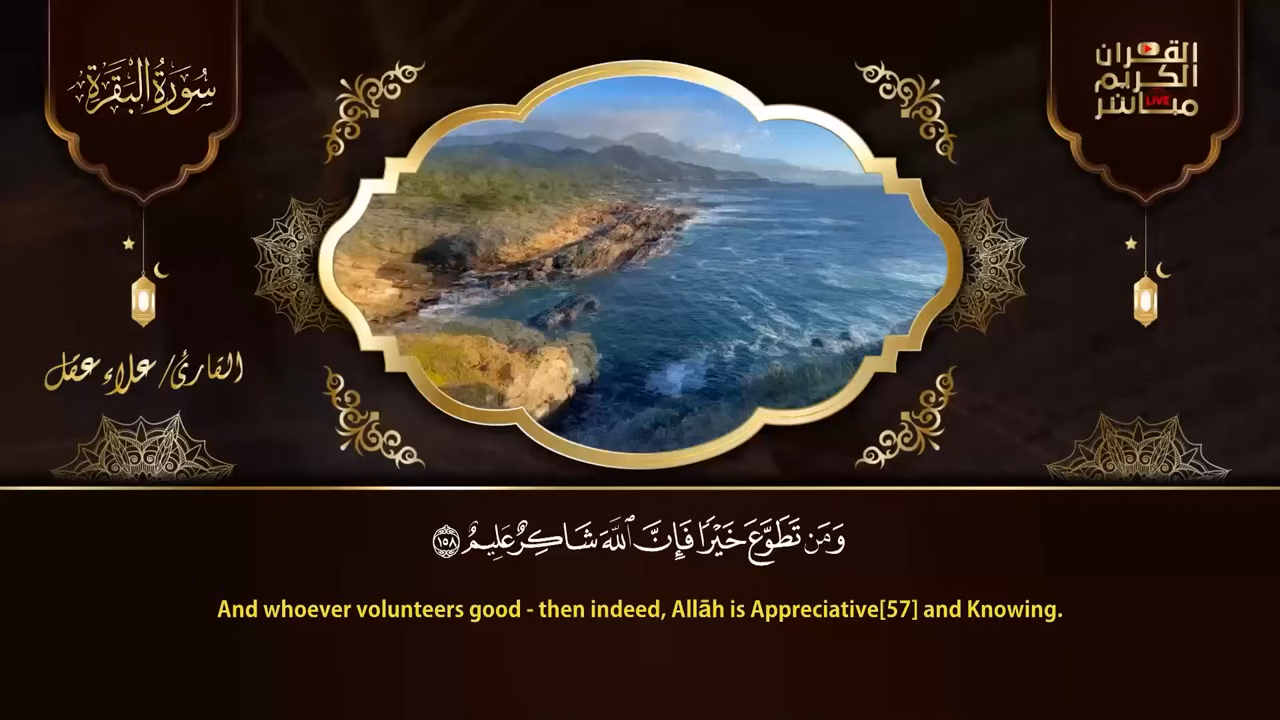 سُورَةُ البَقَرَةِ
القرآن
الكريم
مباشر
LIVE
القارئ/ علاء عقل
وَمَن تَطَوَّعَ خَيْرًا فَإِنَّ ٱللَّهَ شَاكِرٌ عَلِيمٌ ١٥٨
And whoever volunteers good - then indeed, Allāh is Appreciative[57] and Knowing.